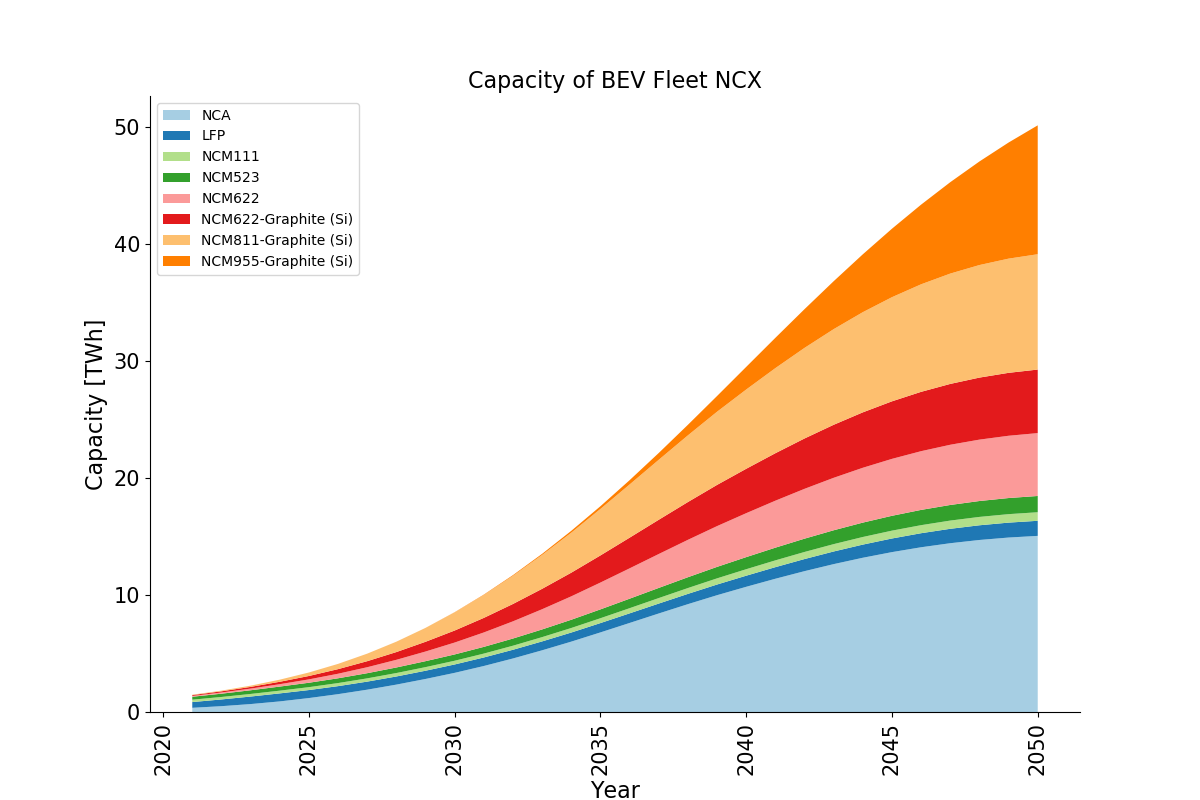 Capacity of BEV Fleet NCX
NCA
LFP
NCM111
NCM523
NCM622
NCM622-Graphite (Si)
NCM811-Graphite (Si)
NCM955-Graphite (Si)
Capacity [TWh]
50
40
30
20
10
0
2020
2025
2030
2035
2040
2045
2050
Year